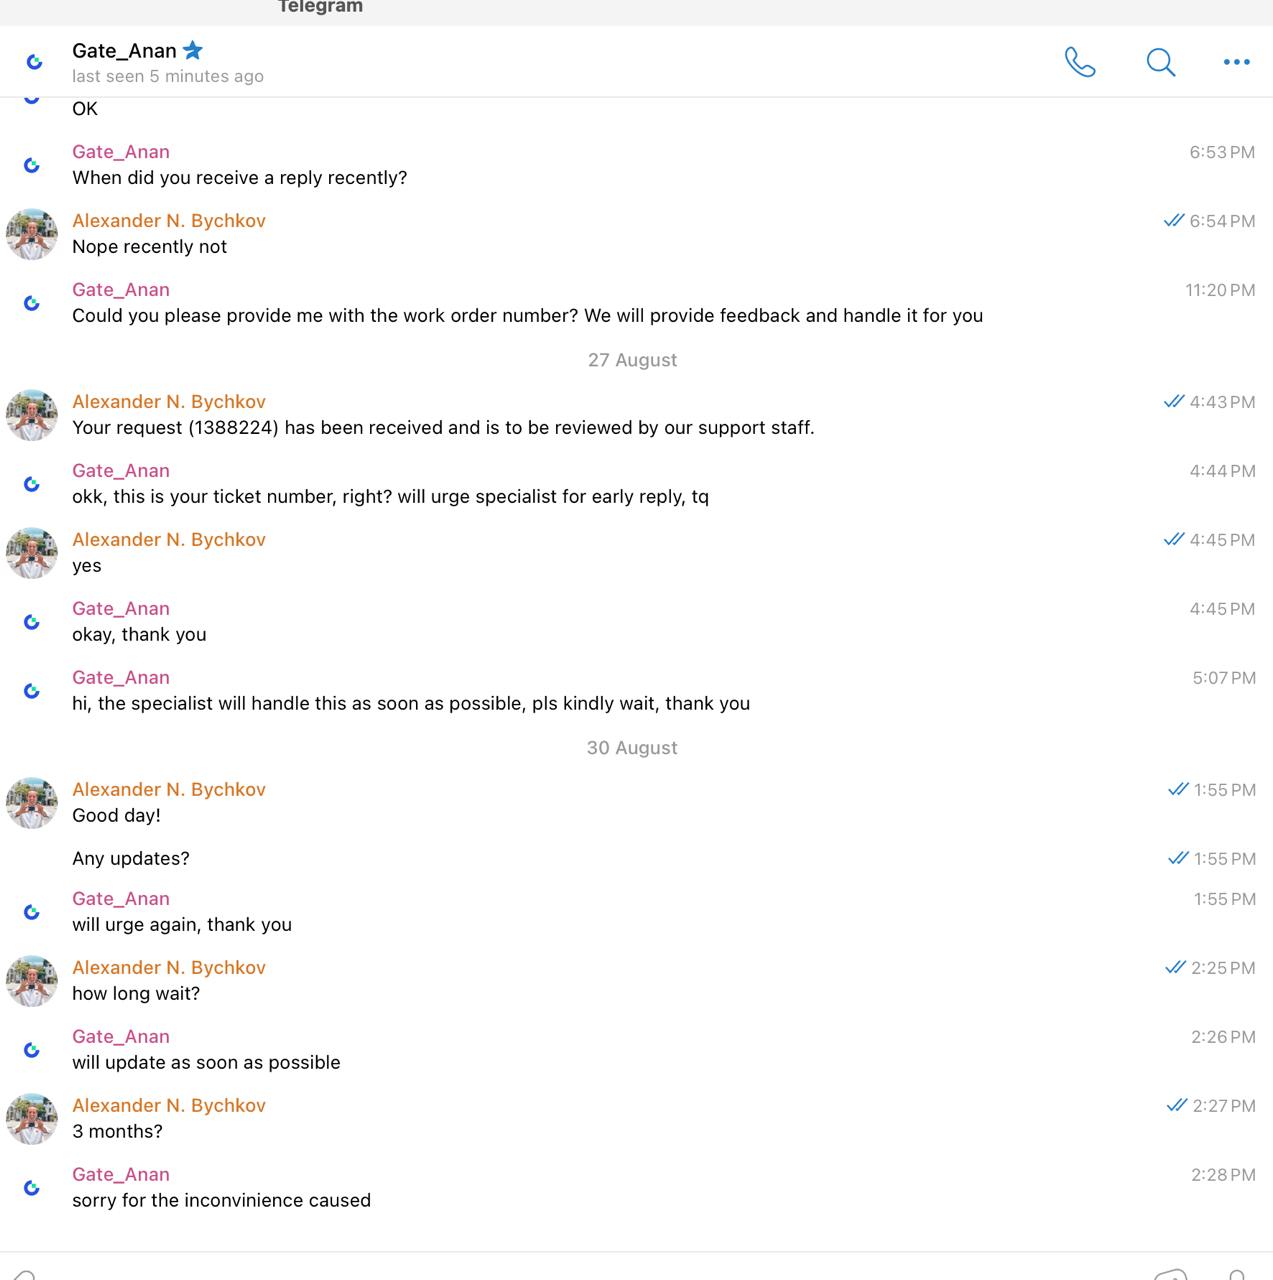 Telegram
Gate_Anan
last seen 5 minutes ago
OK
Gate_Anan 6:53 PM
When did you receive a reply recently?
Alexander N. Bychkov 6:54 PM
Nope recently not
Gate_Anan 11:20 PM
Could you please provide me with the work order number? We will provide feedback and handle it for you
27 August
Alexander N. Bychkov 4:43 PM
Your request (1388224) has been received and is to be reviewed by our support staff.
Gate_Anan 4:44 PM
okk, this is your ticket number, right? will urge specialist for early reply, tq
Alexander N. Bychkov 4:45 PM
yes
Gate_Anan 4:45 PM
okay, thank you
Gate_Anan 5:07 PM
hi, the specialist will handle this as soon as possible, pls kindly wait, thank you
30 August
Alexander N. Bychkov 1:55 PM
Good day!
Any updates? 1:55 PM
Gate_Anan 1:55 PM
will urge again, thank you
Alexander N. Bychkov 2:25 PM
how long wait?
Gate_Anan 2:26 PM
will update as soon as possible
Alexander N. Bychkov 2:27 PM
3 months?
Gate_Anan 2:28 PM
sorry for the inconvinience caused